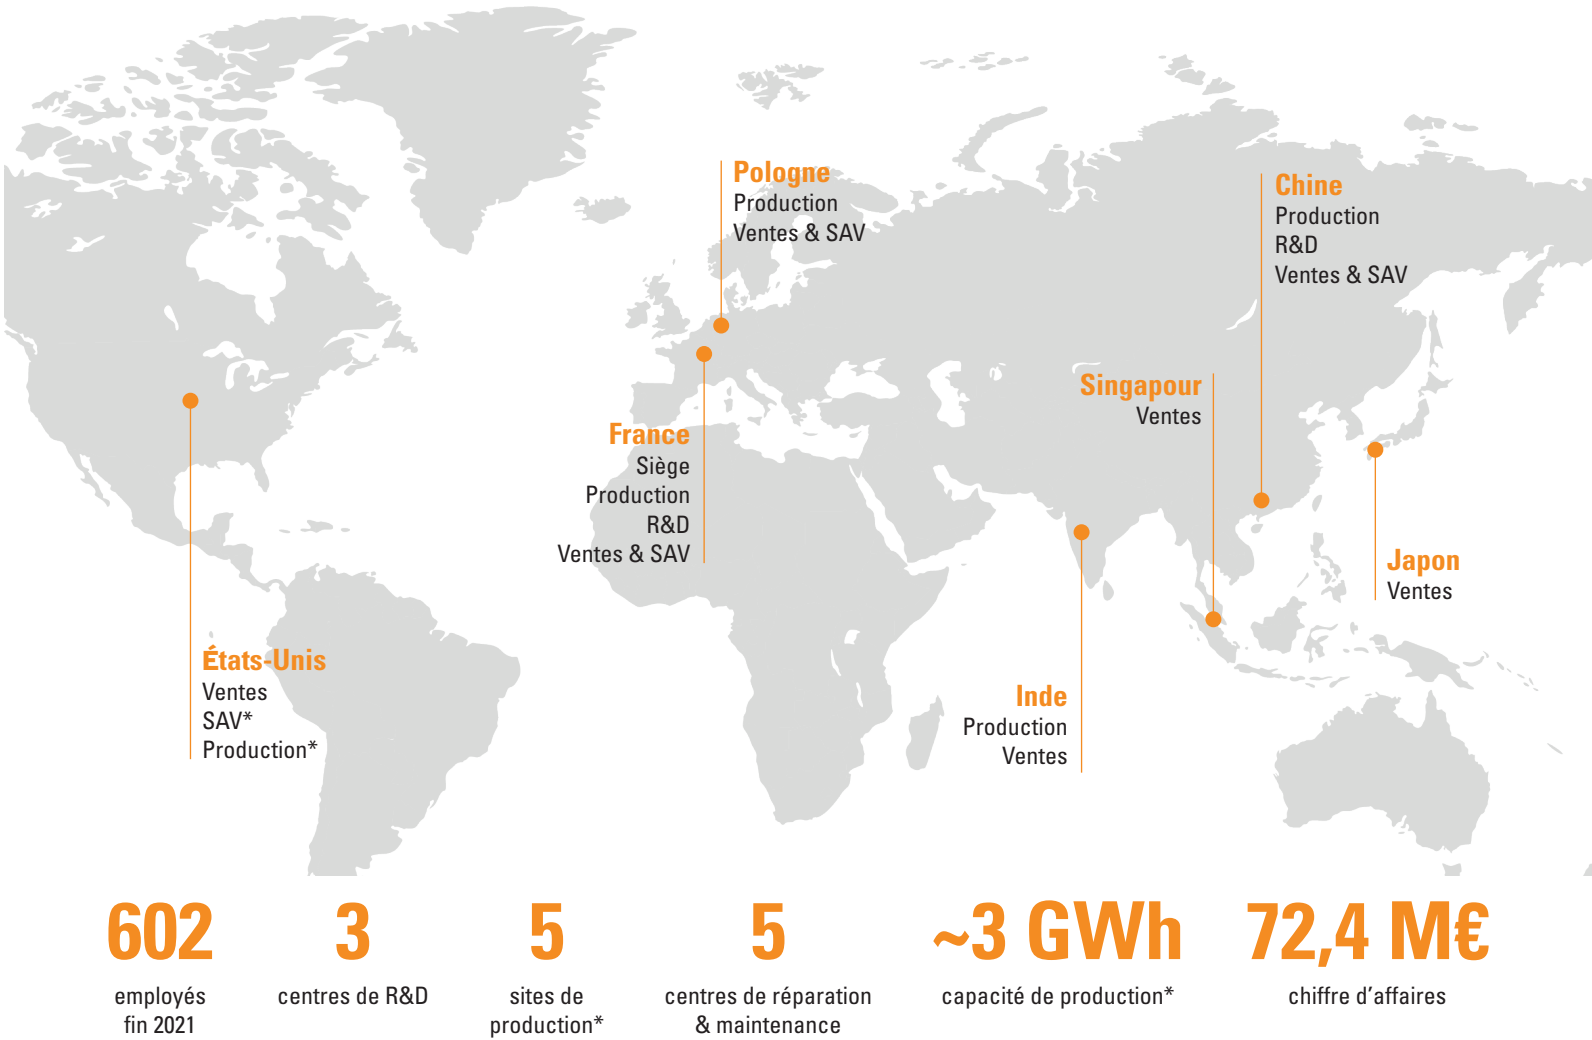 Pologne
Production
Ventes & SAV
Chine
Production
R&D
Ventes & SAV
Singapour
Ventes
France
Siège
Production
R&D
Ventes & SAV
Japon
Ventes
États-Unis
Ventes
SAV*
Production*
Inde
Production
Ventes
602
employés
fin 2021
3
centres de R&D
5
sites de
production*
5
centres de réparation
& maintenance
~3 GWh
capacité de production*
72,4 M€
chiffre d'affaires